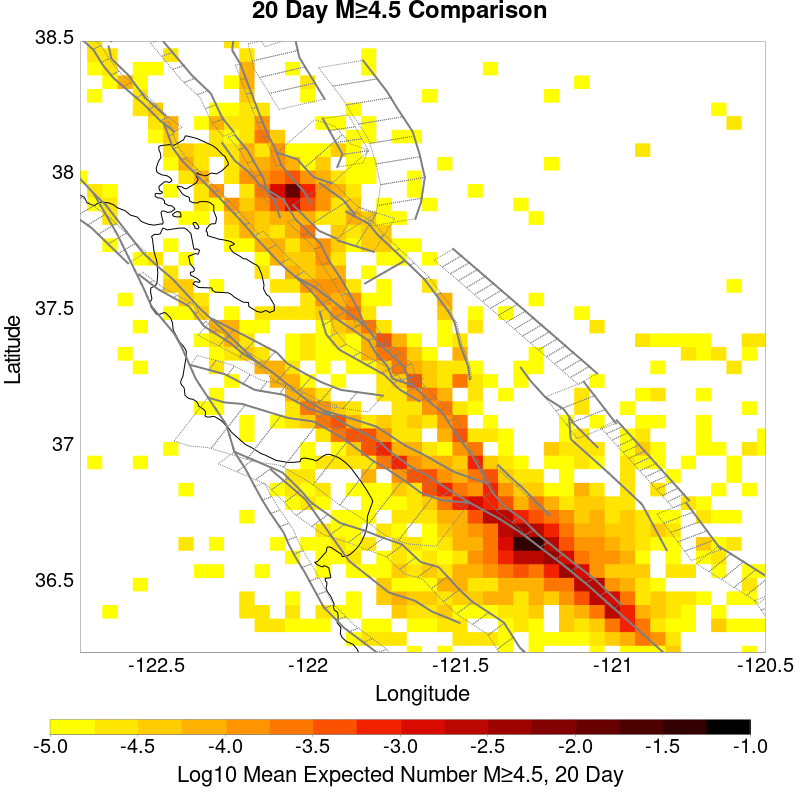 20 Day M≥4.5 Comparison
38.5
38
37.5
37
36.5
Latitude
-122.5 -122 -121.5 -121 -120.5
Longitude
-5.0 -4.5 -4.0 -3.5 -3.0 -2.5 -2.0 -1.5 -1.0
Log10 Mean Expected Number M≥4.5, 20 Day